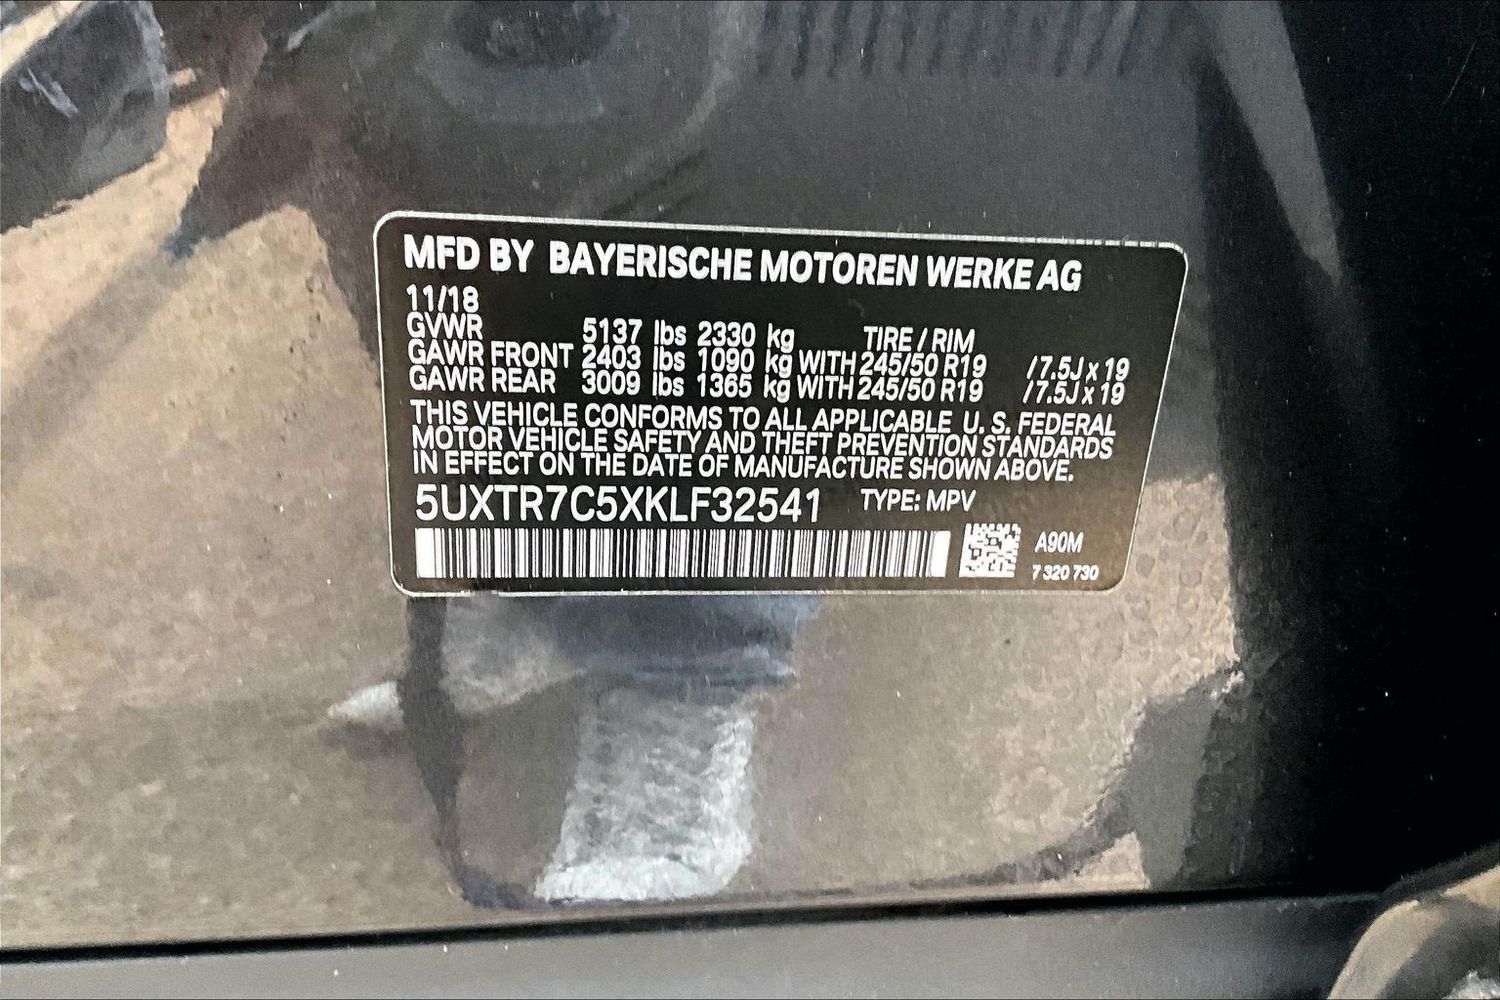 MFD BY BAYERISCHE MOTOREN WERKE AG
11/18
GVWR 5137 lbs 2330 kg TIRE / RIM
GAWR FRONT 2403 lbs 1090 kg WITH 245/50 R19 /7.5J x 19
GAWR REAR 3009 lbs 1365 kg WITH 245/50 R19 /7.5J x 19
THIS VEHICLE CONFORMS TO ALL APPLICABLE U. S. FEDERAL
MOTOR VEHICLE SAFETY AND THEFT PREVENTION STANDARDS
IN EFFECT ON THE DATE OF MANUFACTURE SHOWN ABOVE.
5UXTR7C5XKLF32541 TYPE: MPV
A90M
7 320 730